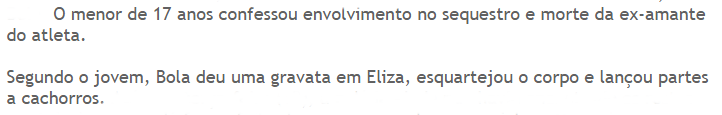 O menor de 17 anos confessou envolvimento no sequestro e morte da ex-amante
do atleta.
Segundo o jovem, Bola deu uma gravata em Eliza, esquartejou o corpo e lançou partes
a cachorros.